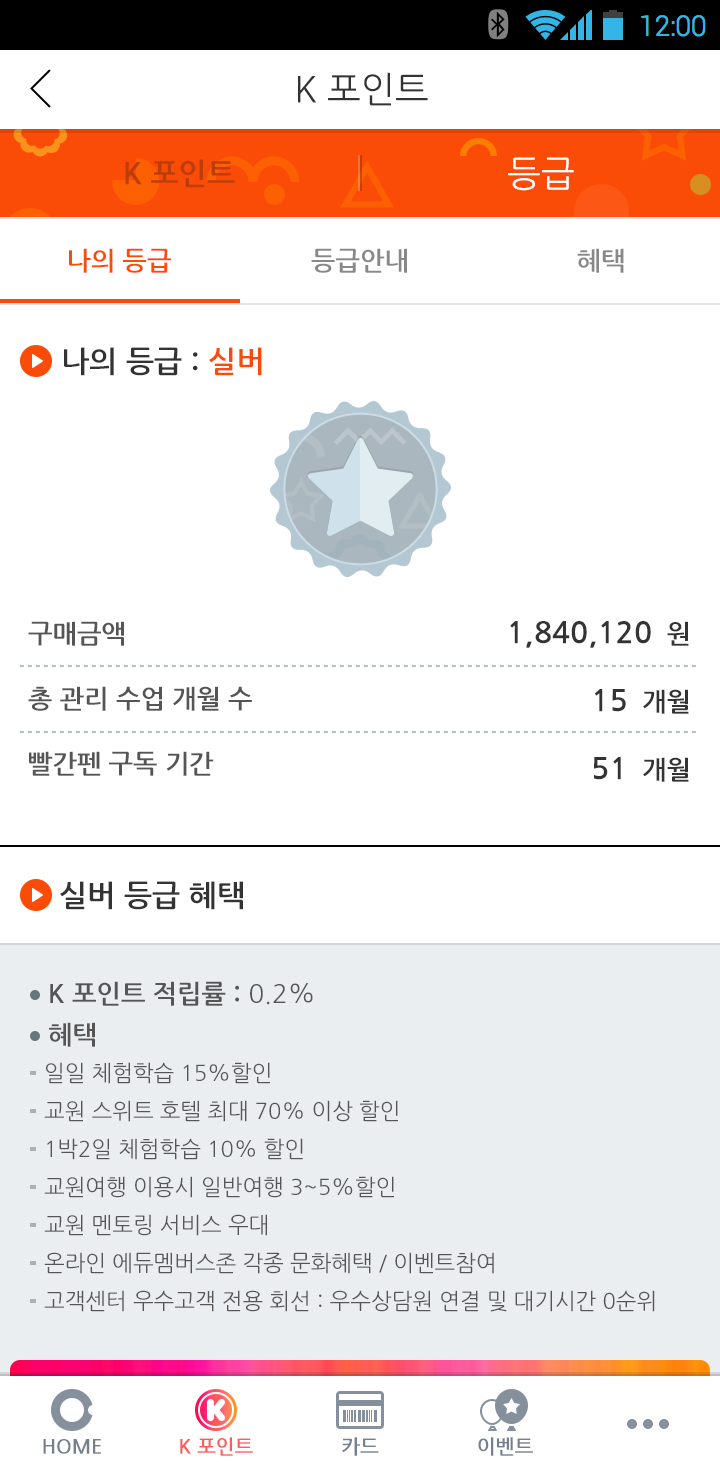 12:00
K 포인트
K 포인트 | 등급
나의 등급 등급안내 혜택
나의 등급 : 실버
구매금액 1,840,120 원
총 관리 수업 개월 수 15 개월
빨간펜 구독 기간 51 개월
실버 등급 혜택
• K 포인트 적립률 : 0.2%
• 혜택
- 일일 체험학습 15%할인
- 교원 스위트 호텔 최대 70% 이상 할인
- 1박2일 체험학습 10% 할인
- 교원여행 이용시 일반여행 3~5%할인
- 교원 멘토링 서비스 우대
- 온라인 에듀멤버스존 각종 문화혜택 / 이벤트참여
- 고객센터 우수고객 전용 회선 : 우수상담원 연결 및 대기시간 0순위
HOME K 포인트 카드 이벤트